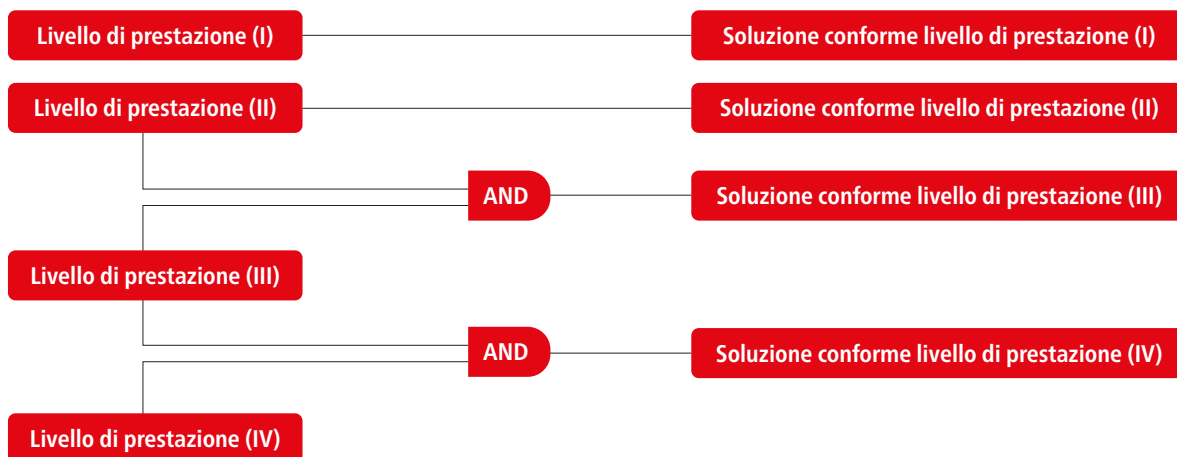 Livello di prestazione (I)
Soluzione conforme livello di prestazione (I)
Livello di prestazione (II)
Soluzione conforme livello di prestazione (II)
AND
Soluzione conforme livello di prestazione (III)
Livello di prestazione (III)
AND
Soluzione conforme livello di prestazione (IV)
Livello di prestazione (IV)